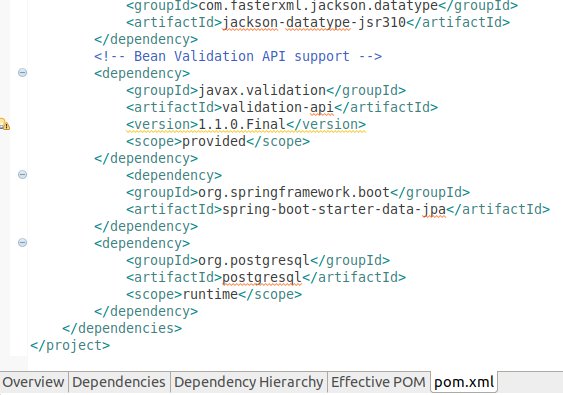 <groupId>com.fasterxml.jackson.datatype</groupId>
<artifactId>jackson-datatype-jsr310</artifactId>
</dependency>
<!-- Bean Validation API support -->
<dependency>
<groupId>javax.validation</groupId>
<artifactId>validation-api</artifactId>
<version>1.1.0.Final</version>
<scope>provided</scope>
</dependency>
<dependency>
<groupId>org.springframework.boot</groupId>
<artifactId>spring-boot-starter-data-jpa</artifactId>
</dependency>
<dependency>
<groupId>org.postgresql</groupId>
<artifactId>postgresql</artifactId>
<scope>runtime</scope>
</dependency>
</dependencies>
</project>
Overview Dependencies Dependency Hierarchy Effective POM pom.xml